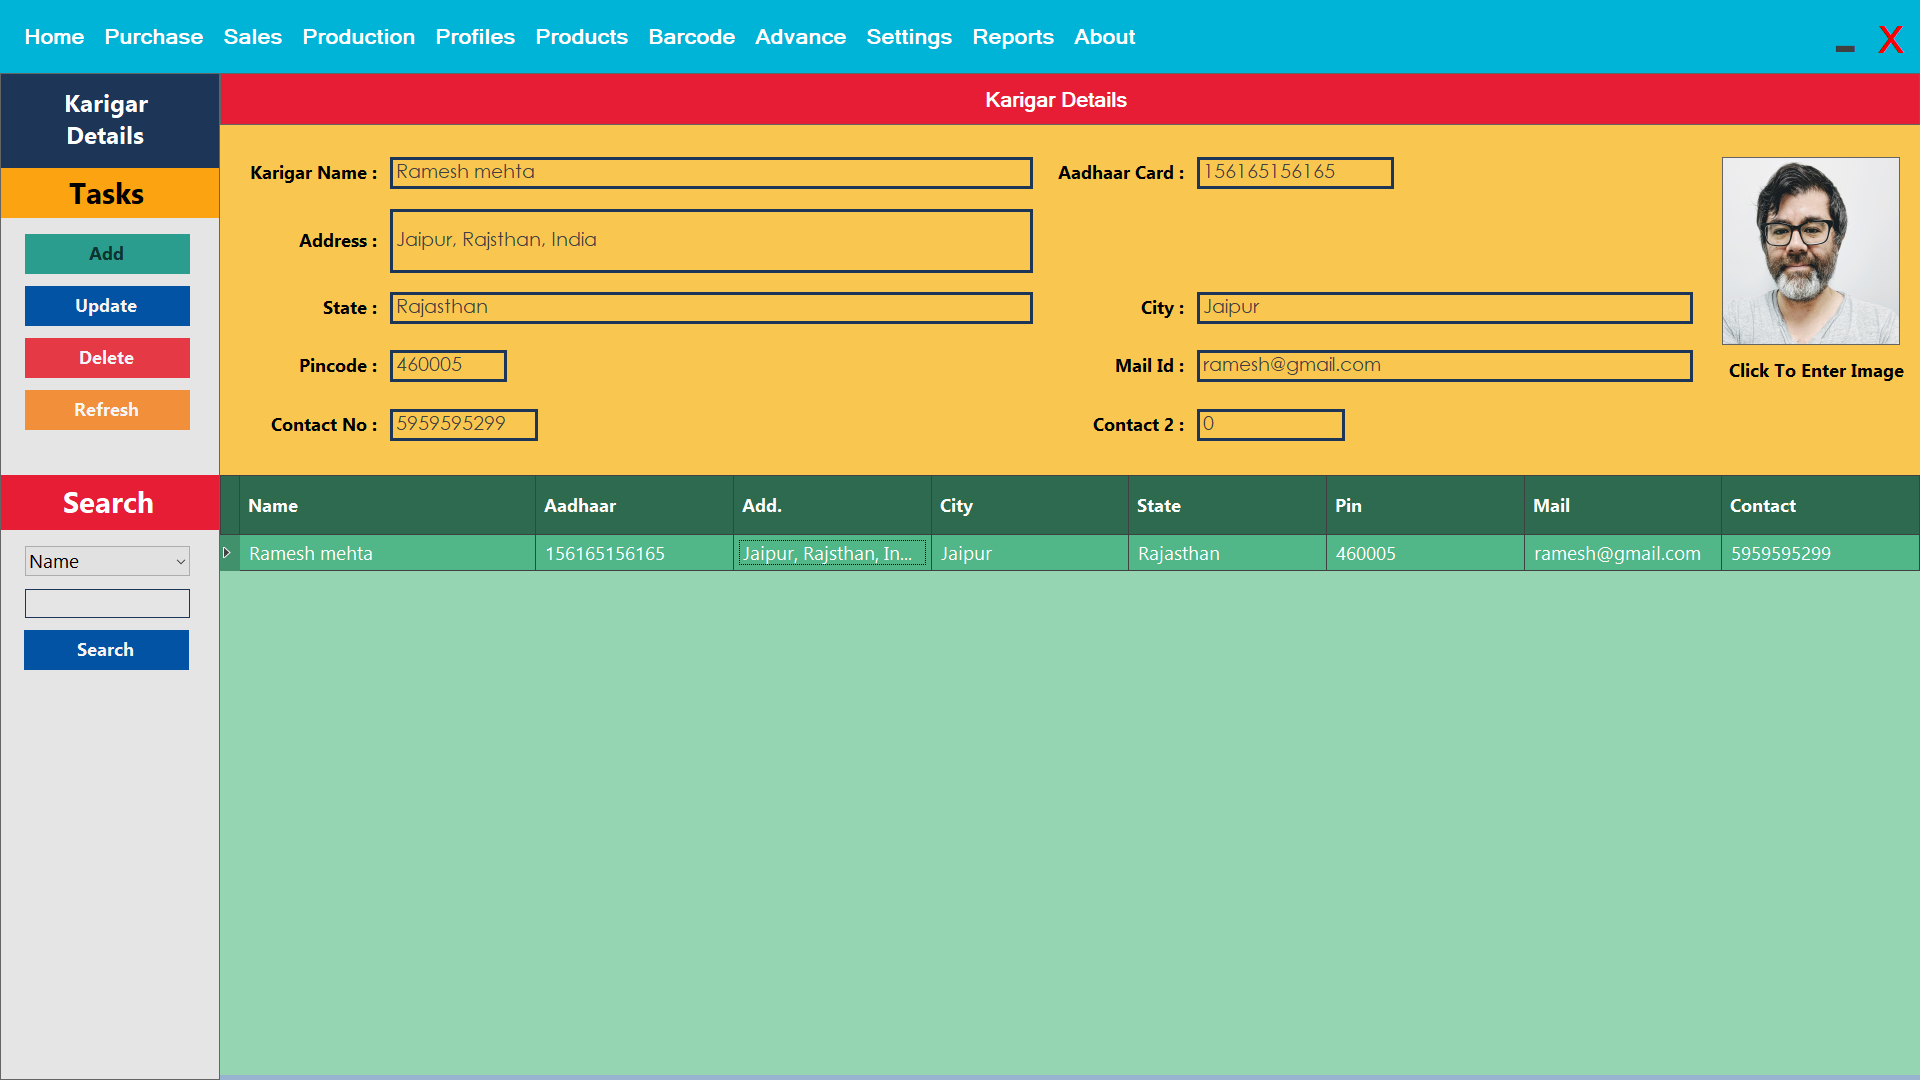 Home Purchase Sales Production Profiles Products Barcode Advance Settings Reports About
X
Karigar
Details
Karigar Details
Tasks
Add
Update
Delete
Refresh
Karigar Name : Ramesh mehta
Aadhaar Card : 156165156165
Address : Jaipur, Rajsthan, India
State : Rajasthan
City : Jaipur
Pincode : 460005
Mail Id : ramesh@gmail.com
Click To Enter Image
Contact No : 5959595299
Contact 2 : 0
Search
Name
Search
Name Aadhaar Add. City State Pin Mail Contact
Ramesh mehta 156165156165 Jaipur, Rajsthan, In... Jaipur Rajasthan 460005 ramesh@gmail.com 5959595299